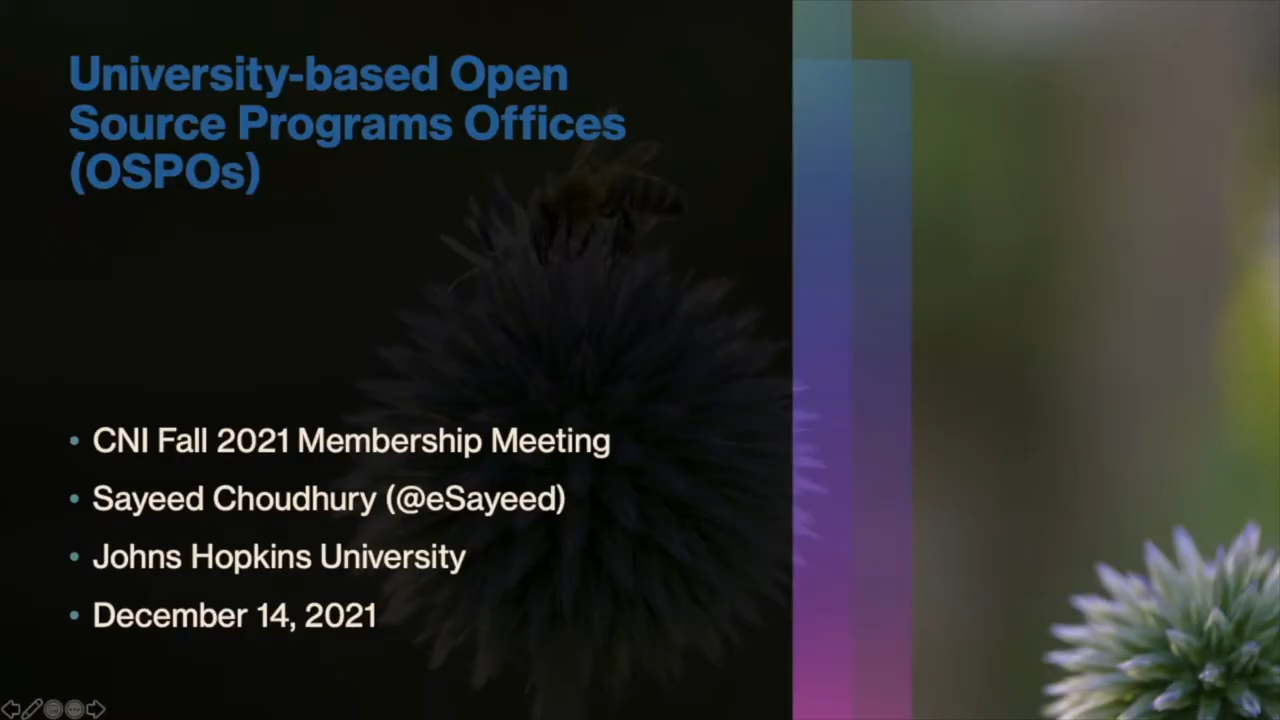 University-based Open
Source Programs Offices
(OSPOs)
• CNI Fall 2021 Membership Meeting
• Sayeed Choudhury (@eSayeed)
• Johns Hopkins University
• December 14, 2021